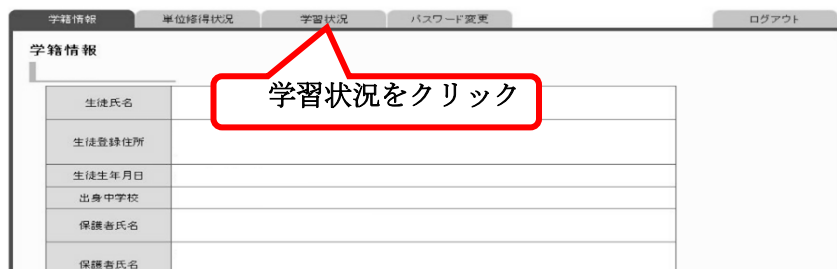 学籍情報 単位修得状況 学習状況 パスワード変更 ログアウト
学籍情報
学習状況をクリック
生徒氏名
生徒登録住所
生徒生年月日
出身中学校
保護者氏名
保護者氏名